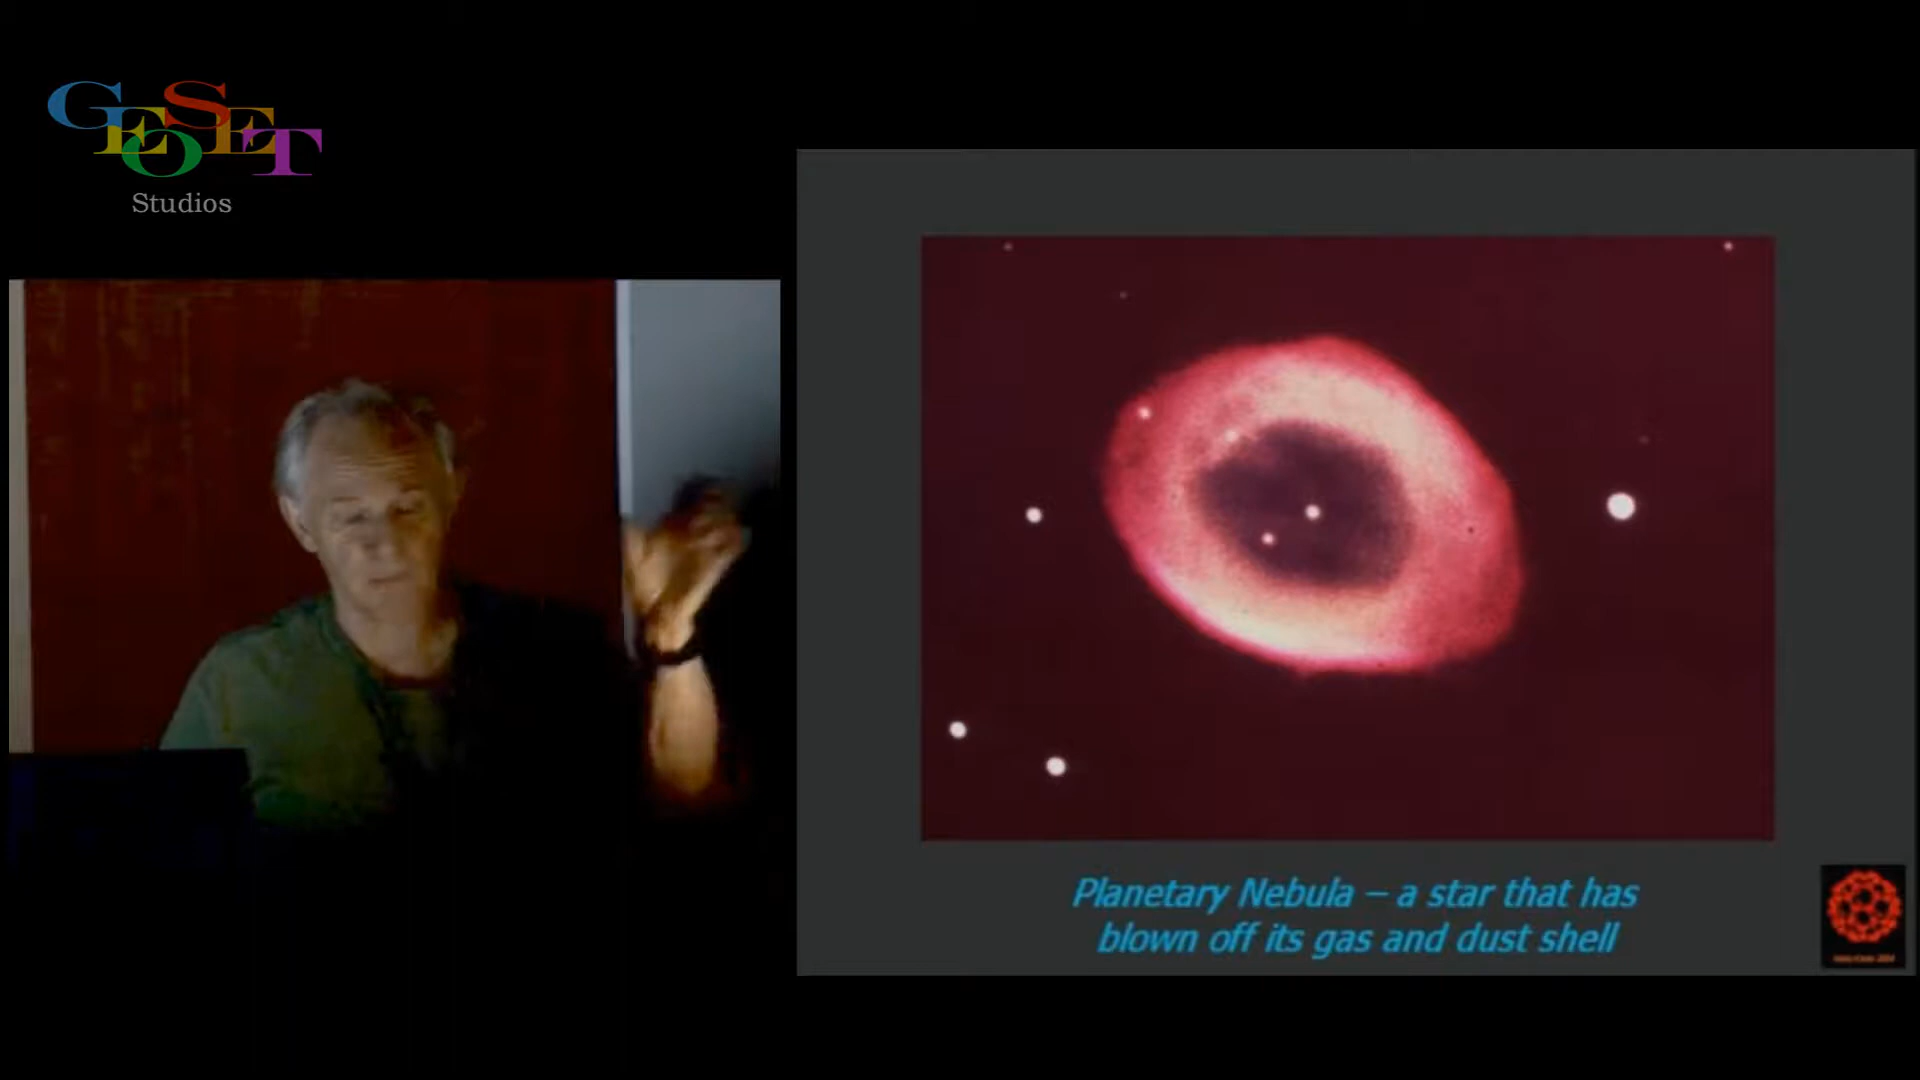 GEOSET
Studios
Planetary Nebula – a star that has
blown off its gas and dust shell